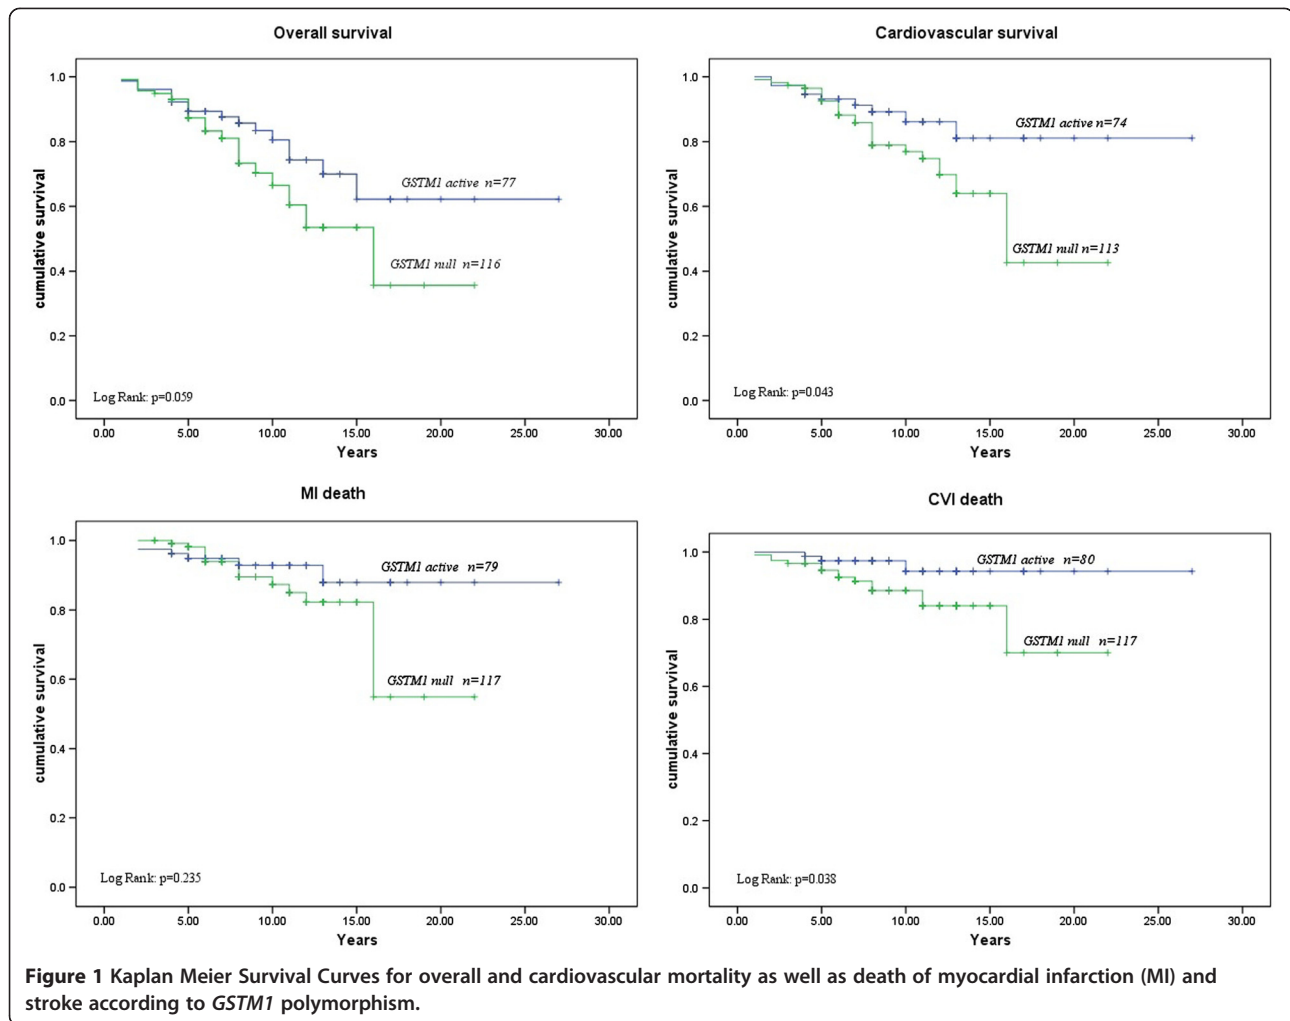 Overall survival
cumulative survival
1.0
0.8
0.6
0.4
0.2
0.0
GSTM1 active n=77
GSTM1 null n=116
Log Rank: p=0.059
0.00 5.00 10.00 15.00 20.00 25.00 30.00
Years
Cardiovascular survival
cumulative survival
1.0
0.8
0.6
0.4
0.2
0.0
GSTM1 active n=74
GSTM1 null n=113
Log Rank: p=0.043
0.00 5.00 10.00 15.00 20.00 25.00 30.00
Years
MI death
cumulative survival
1.0
0.8
0.6
0.4
0.2
0.0
GSTM1 active n=79
GSTM1 null n=117
Log Rank: p=0.235
0.00 5.00 10.00 15.00 20.00 25.00 30.00
Years
CVI death
cumulative survival
1.0
0.8
0.6
0.4
0.2
0.0
GSTM1 active n=80
GSTM1 null n=117
Log Rank: p=0.038
0.00 5.00 10.00 15.00 20.00 25.00 30.00
Years
Figure 1 Kaplan Meier Survival Curves for overall and cardiovascular mortality as well as death of myocardial infarction (MI) and
stroke according to GSTM1 polymorphism.